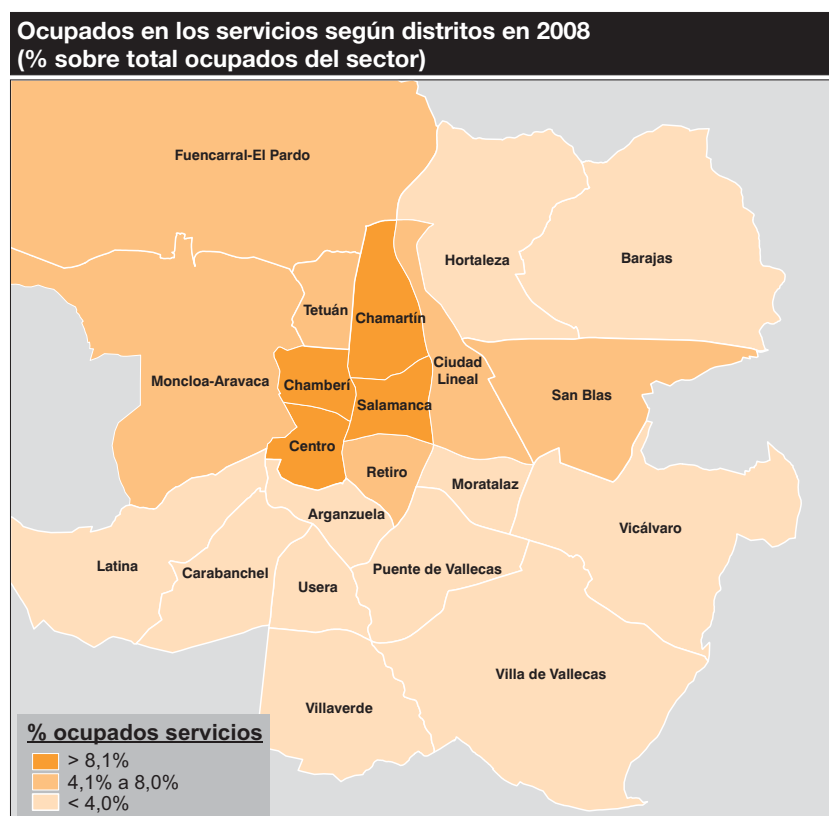 Ocupados en los servicios según distritos en 2008
(% sobre total ocupados del sector)
Fuencarral-El Pardo
Hortaleza
Barajas
Tetuán
Chamartín
Moncloa-Aravaca
Chamberí
Ciudad
Lineal
San Blas
Salamanca
Centro
Retiro
Moratalaz
Arganzuela
Vicálvaro
Latina
Carabanchel
Usera
Puente de Vallecas
Villa de Vallecas
Villaverde
% ocupados servicios
> 8,1%
4,1% a 8,0%
< 4,0%